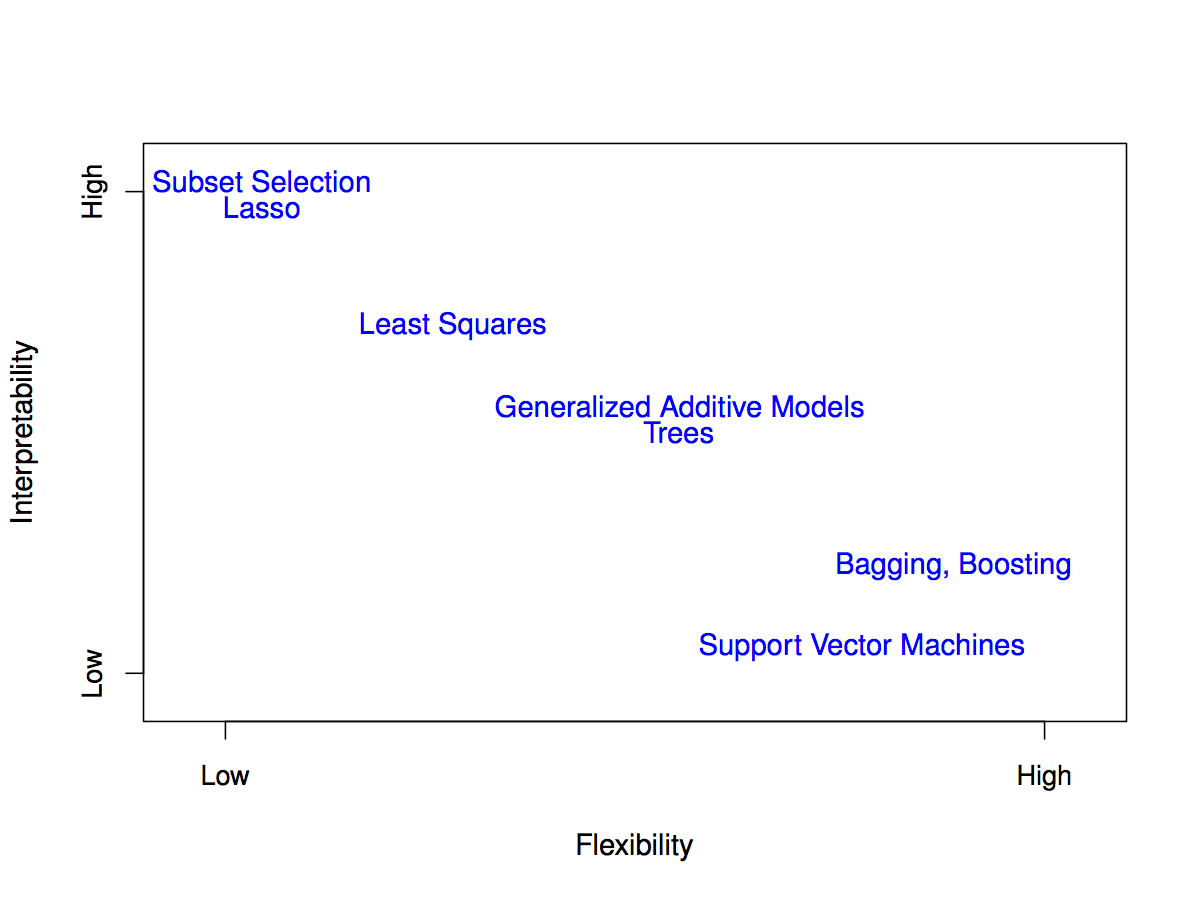 High
Subset Selection
Lasso
Least Squares
Interpretability
Generalized Additive Models
Trees
Bagging, Boosting
Support Vector Machines
Low
Low
High
Flexibility